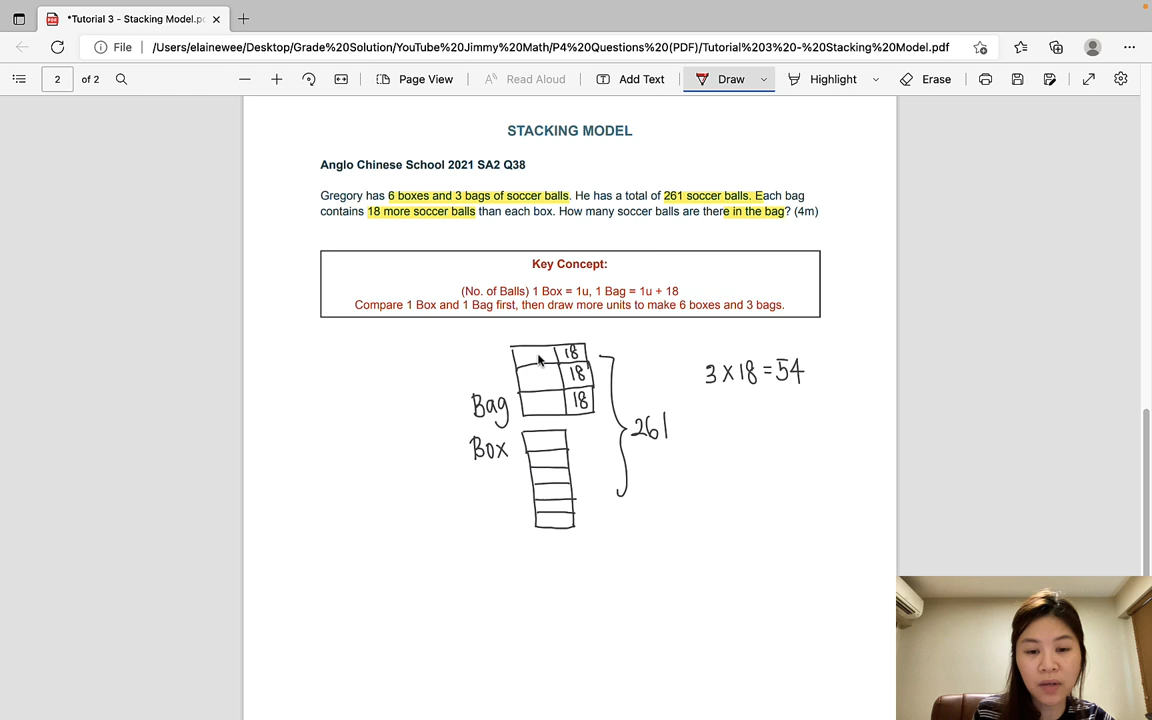 *Tutorial 3 - Stacking Model.pd
File
/Users/elainewee/Desktop/Grade%20Solution/YouTube%20Jimmy%20Math/P4%20Questions%20(PDF)/Tutorial%203%20-%20Stacking%20Model.pdf
2 of 2 Page View Read Aloud Add Text Draw Highlight Erase
STACKING MODEL
Anglo Chinese School 2021 SA2 Q38
Gregory has 6 boxes and 3 bags of soccer balls. He has a total of 261 soccer balls. Each bag
contains 18 more soccer balls than each box. How many soccer balls are there in the bag? (4m)
Key Concept:
(No. of Balls) 1 Box = 1u, 1 Bag = 1u + 18
Compare 1 Box and 1 Bag first, then draw more units to make 6 boxes and 3 bags.
18
18
3 x 18 = 54
Bag 18
261
Box